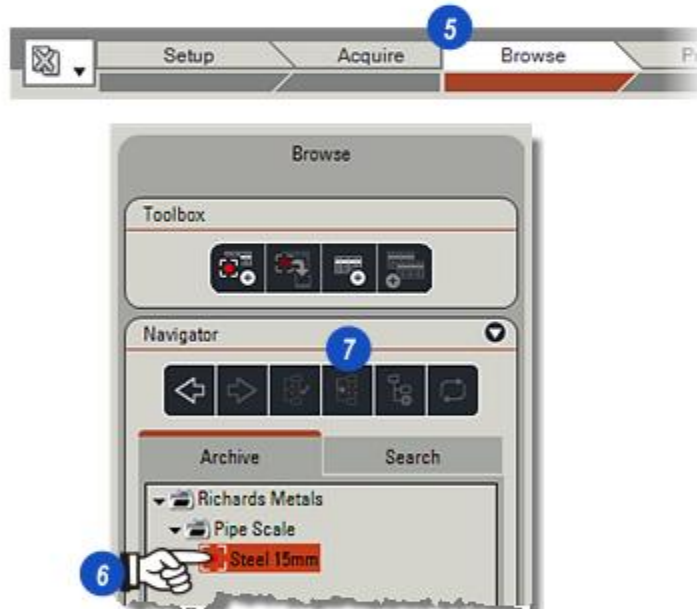 5
Setup Acquire Browse P
Browse
Toolbox
Navigator
7
Archive Search
Richards Metals
Pipe Scale
Steel 15mm
6